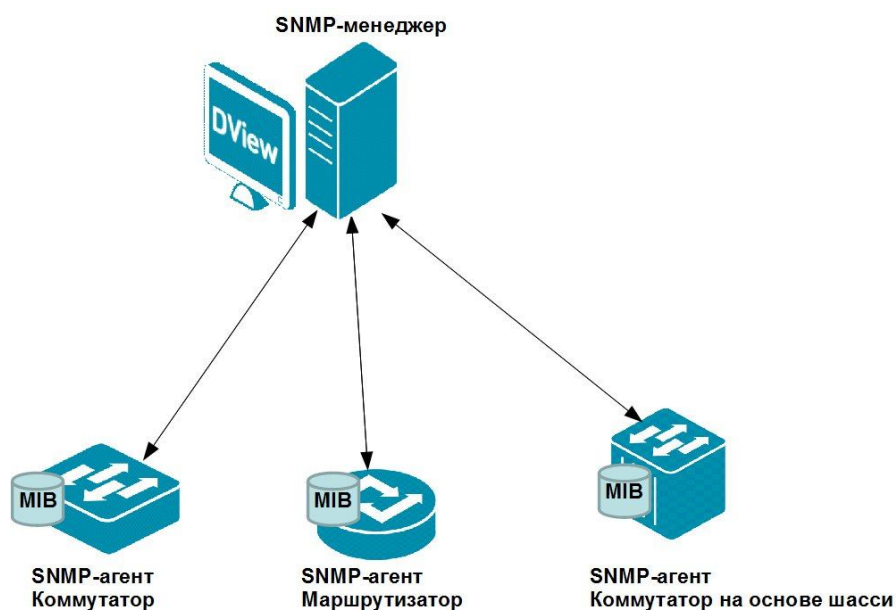 SNMP-менеджер
DView
MIB
SNMP-агент
Коммутатор
MIB
SNMP-агент
Маршрутизатор
MIB
SNMP-агент
Коммутатор на основе шасси